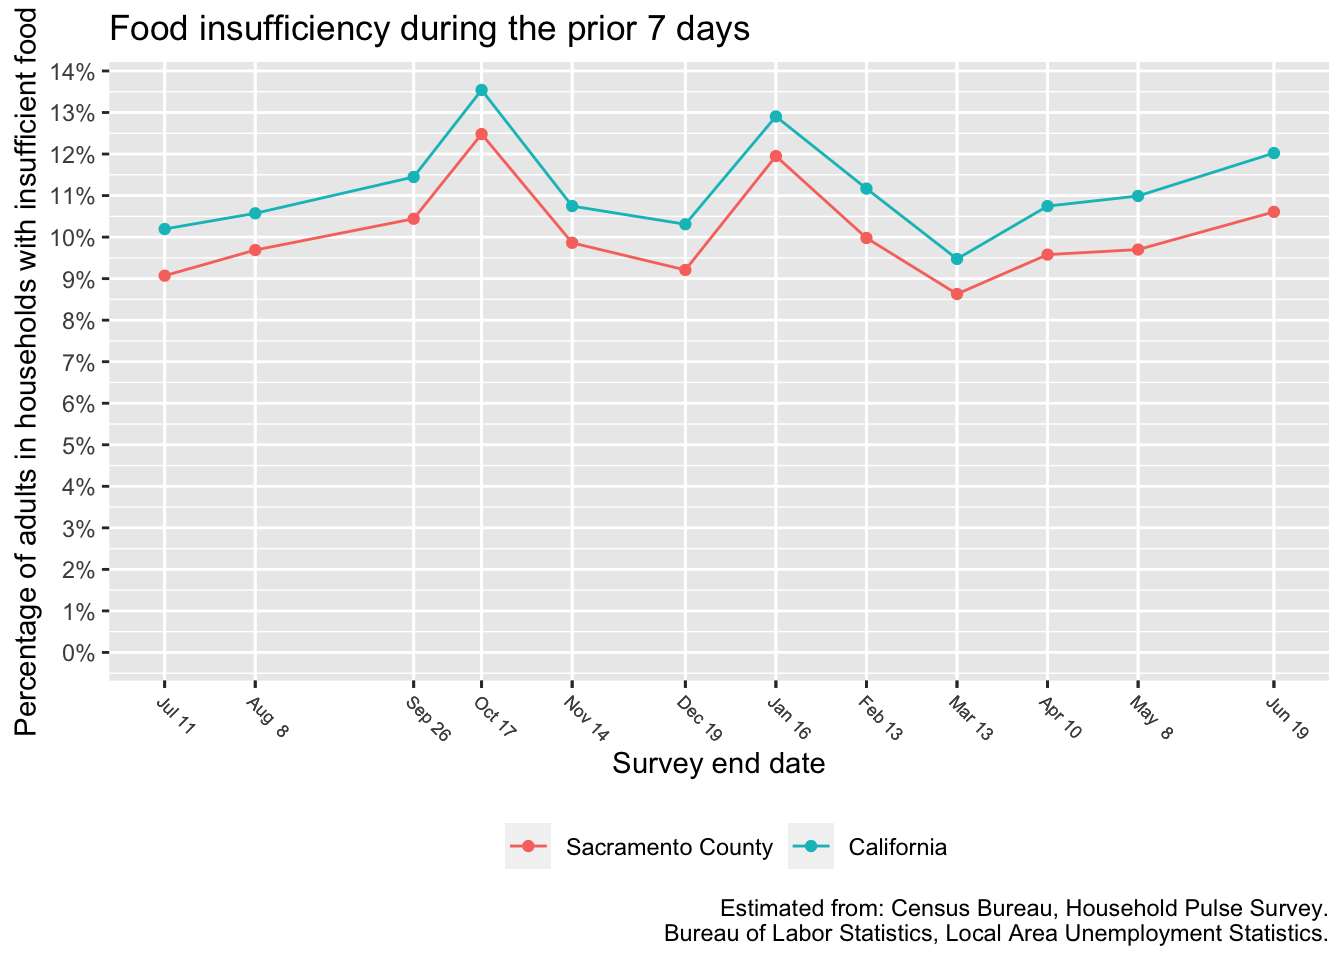 Food insufficiency during the prior 7 days
Percentage of adults in households with insufficient food
14%
13%
12%
11%
10%
9%
8%
7%
6%
5%
4%
3%
2%
1%
0%
Jul 11
Aug 8
Sep 26
Oct 17
Nov 14
Dec 19
Jan 16
Feb 13
Mar 13
Apr 10
May 8
Jun 19
Survey end date
Sacramento County
California
Estimated from: Census Bureau, Household Pulse Survey.
Bureau of Labor Statistics, Local Area Unemployment Statistics.